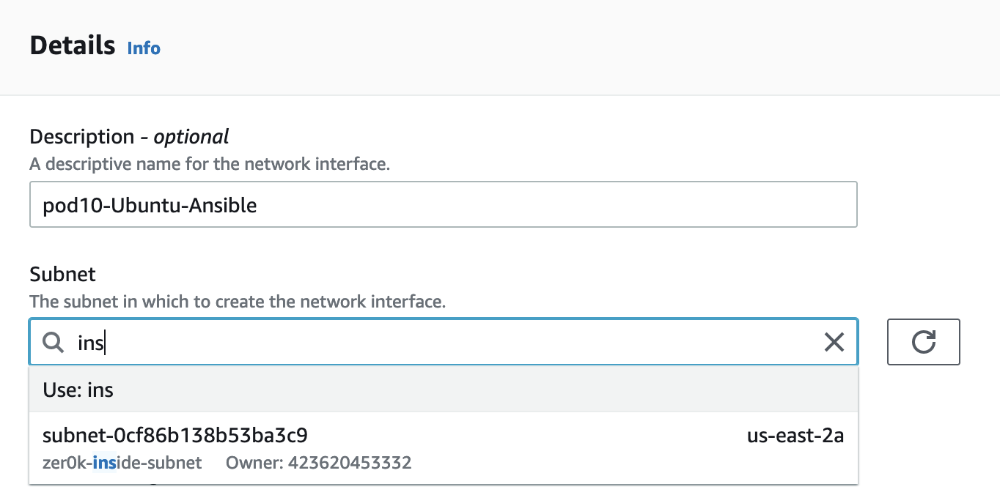 Details Info
Description - optional
A descriptive name for the network interface.
pod10-Ubuntu-Ansible
Subnet
The subnet in which to create the network interface.
ins
Use: ins
subnet-0cf86b138b53ba3c9 us-east-2a
zer0k-inside-subnet Owner: 423620453332